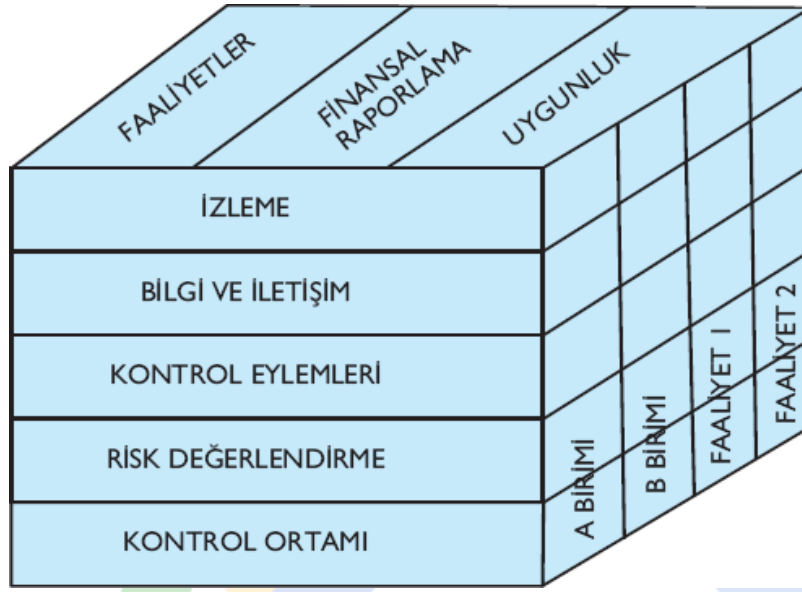 FAALİYETLER
FİNANSAL
RAPORLAMA
UYGUNLUK
İZLEME
BİLGİ VE İLETİŞİM
KONTROL EYLEMLERİ
RİSK DEĞERLENDİRME
KONTROL ORTAMI
A BİRİMİ
B BİRİMİ
FAALİYET 1
FAALİYET 2